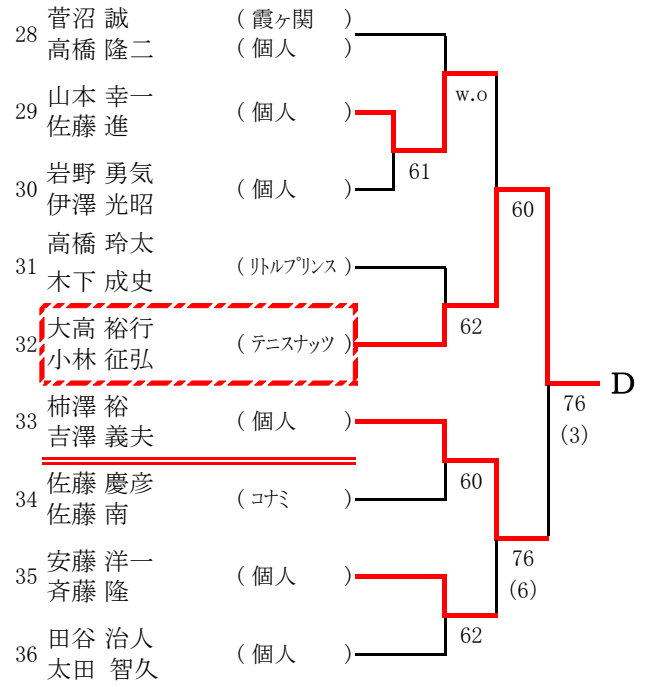 28 菅沼 誠 ( 霞ヶ関 )
高橋 隆二 ( 個人 )
w.o
29 山本 幸一 ( 個人 )
佐藤 進
61
30 岩野 勇気 ( 個人 )
伊澤 光昭
60
31 高橋 玲太 ( リトルプリンス )
木下 成史
62
32 大高 裕行 ( テニスナッツ )
小林 征弘
D
76
(3)
33 柿澤 裕 ( 個人 )
吉澤 義夫
60
34 佐藤 慶彦 ( コナミ )
佐藤 南
76
(6)
35 安藤 洋一 ( 個人 )
斉藤 隆
62
36 田谷 治人 ( 個人 )
太田 智久